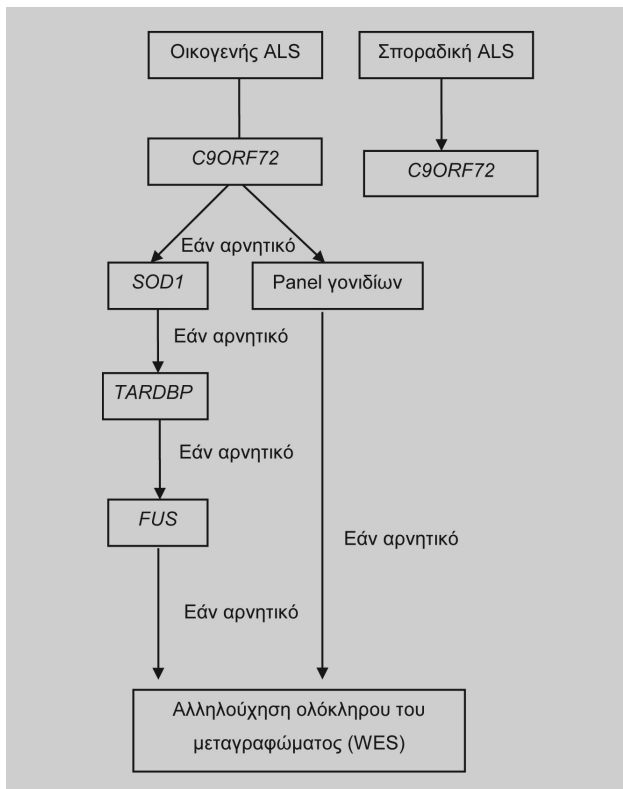 Οικογενής ALS
Σποραδική ALS
C9ORF72
C9ORF72
Εάν αρνητικό
SOD1
Panel γονιδίων
Εάν αρνητικό
TARDBP
Εάν αρνητικό
FUS
Εάν αρνητικό
Εάν αρνητικό
Αλληλούχηση ολόκληρου του
μεταγραφώματος (WES)